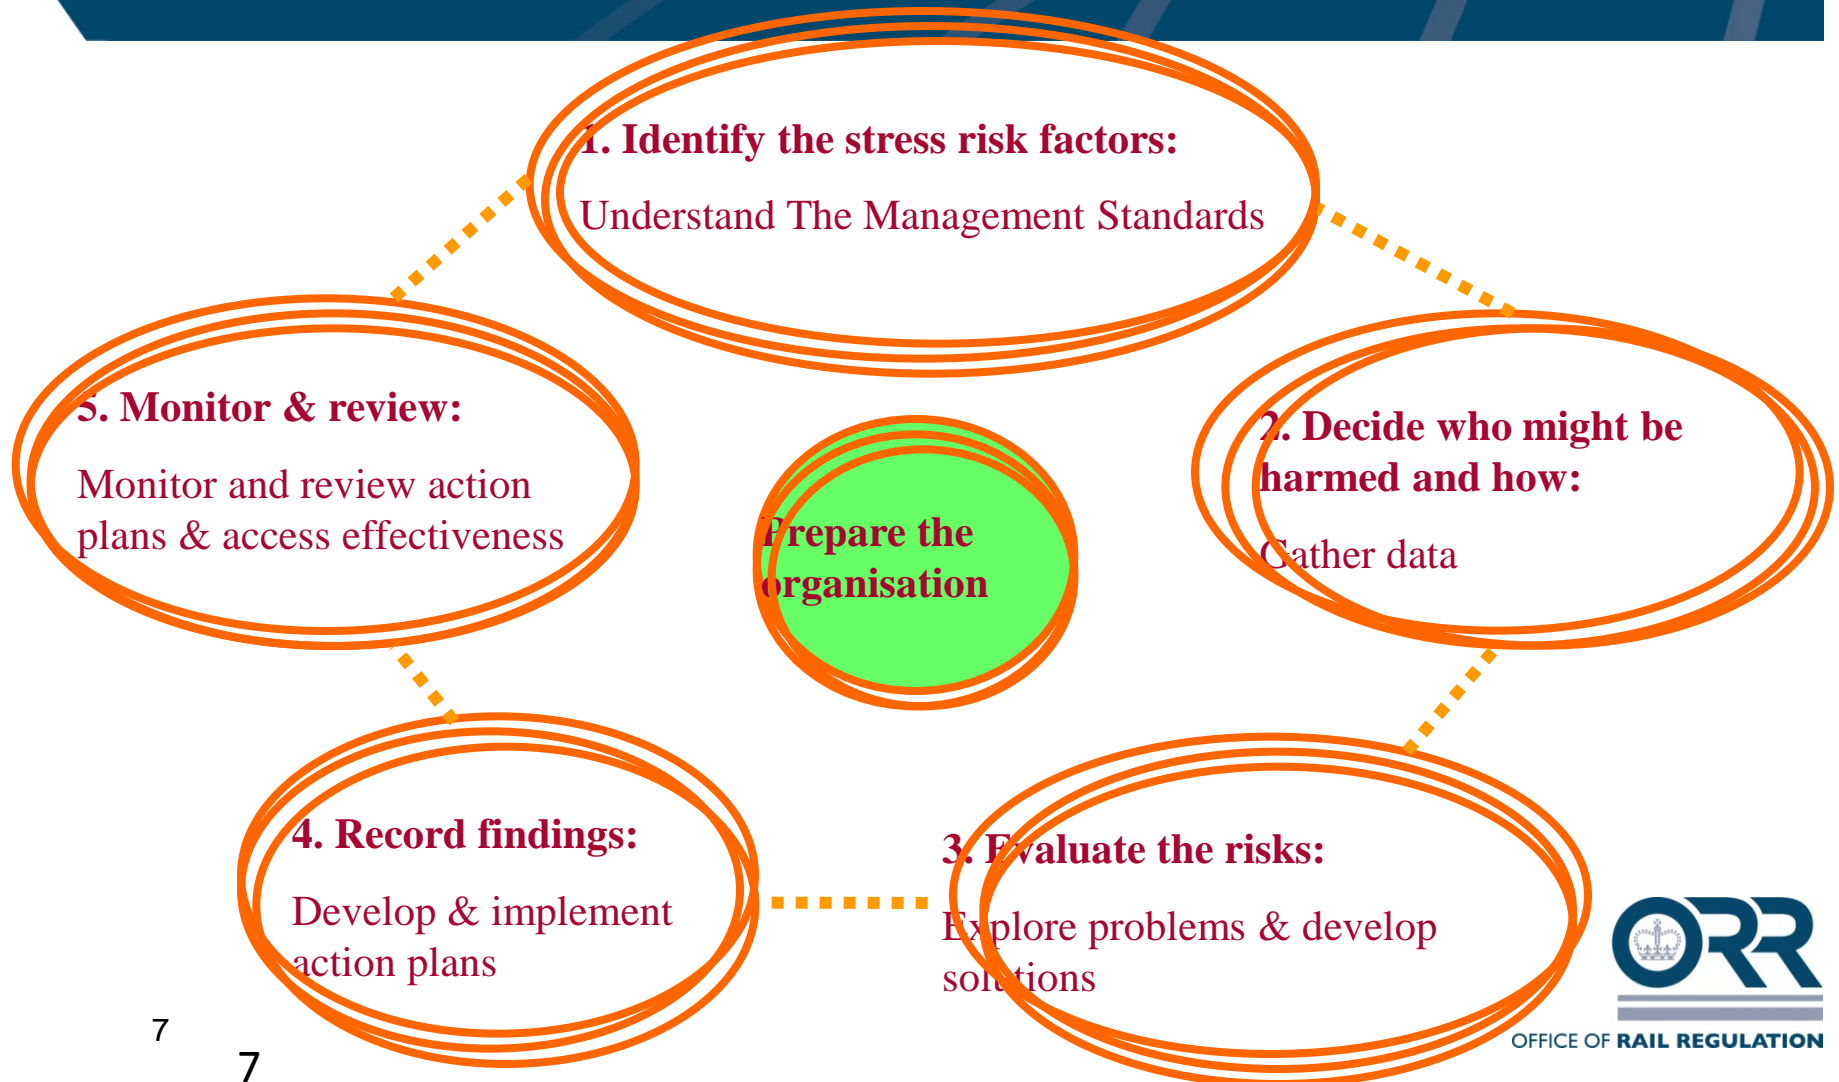 1. Identify the stress risk factors:
Understand The Management Standards
5. Monitor & review:
Monitor and review action
plans & access effectiveness
2. Decide who might be
harmed and how:
Gather data
Prepare the
organisation
4. Record findings:
Develop & implement
action plans
3. Evaluate the risks:
Explore problems & develop
solutions
ORR
OFFICE OF RAIL REGULATION
7
7